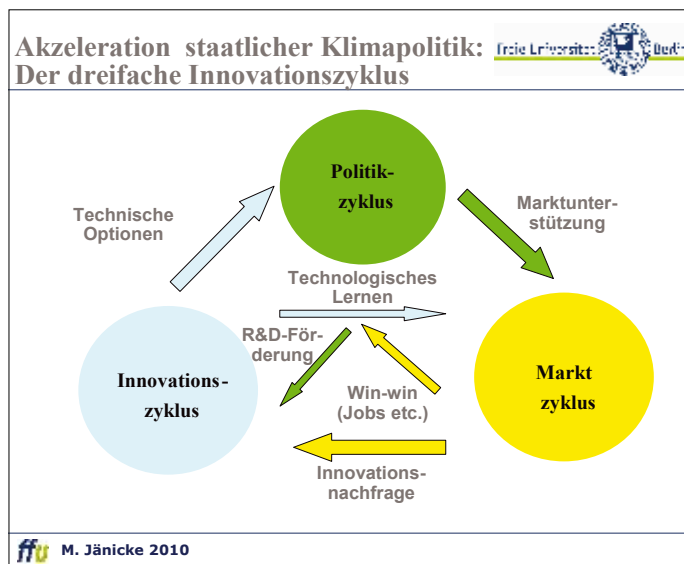 Akzeleration staatlicher Klimapolitik:
Der dreifache Innovationszyklus
Freie Universität Berlin
Politik-
zyklus
Technische
Optionen
Marktunter-
stützung
Technologisches
Lernen
R&D-För-
derung
Innovations-
zyklus
Win-win
(Jobs etc.)
Markt
zyklus
Innovations-
nachfrage
ffu M. Jänicke 2010